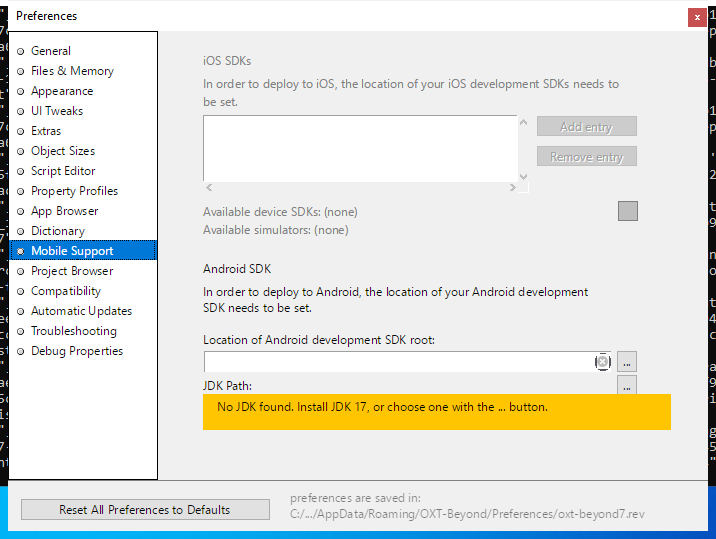 Preferences
x
General
Files & Memory
Appearance
UI Tweaks
Extras
Object Sizes
Script Editor
Property Profiles
App Browser
Dictionary
Mobile Support
Project Browser
Compatibility
Automatic Updates
Troubleshooting
Debug Properties
iOS SDKs
In order to deploy to iOS, the location of your iOS development SDKs needs to
be set.
Add entry
Remove entry
Available device SDKs: (none)
Available simulators: (none)
Android SDK
In order to deploy to Android, the location of your Android development
SDK needs to be set.
Location of Android development SDK root:
...
JDK Path:
...
No JDK found. Install JDK 17, or choose one with the ... button.
Reset All Preferences to Defaults
preferences are saved in:
C:/.../AppData/Roaming/OXT-Beyond/Preferences/oxt-beyond7.rev